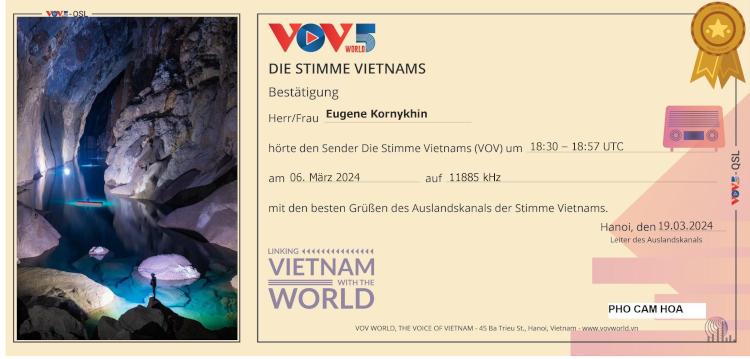 VOV5 - QSL
VOV5
WORLD
DIE STIMME VIETNAMS
Bestätigung
Herr/Frau Eugene Kornykhin
hörte den Sender Die Stimme Vietnams (VOV) um 18:30 – 18:57 UTC
am 06. März 2024 auf 11885 kHz
mit den besten Grüßen des Auslandskanals der Stimme Vietnams.
Hanoi, den 19.03.2024
Leiter des Auslandskanals
VOV5 - QSL
LINKING
VIETNAM
WITH THE
WORLD
PHO CAM HOA
VOV WORLD, THE VOICE OF VIETNAM - 45 Ba Trieu St., Hanoi, Vietnam - www.vovworld.vn